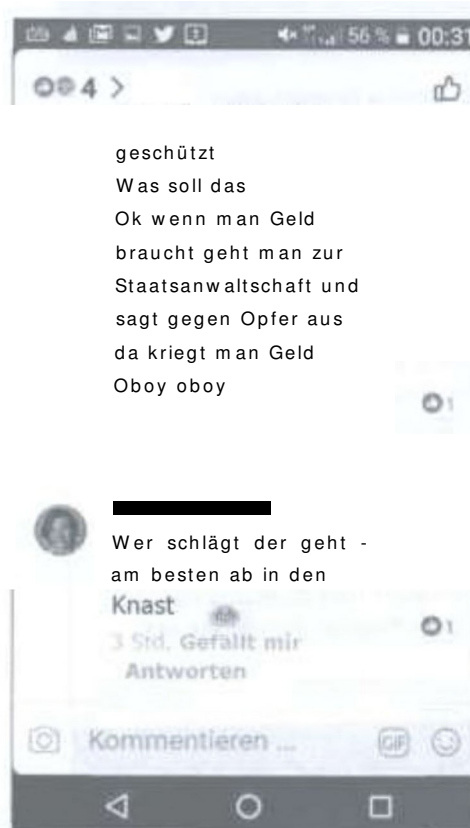 56 % 00:31
4 >
geschützt
Was soll das
Ok wenn man Geld
braucht geht man zur
Staatsanwaltschaft und
sagt gegen Opfer aus
da kriegt man Geld
Oboy oboy
1
Wer schlägt der geht -
am besten ab in den
Knast
3 Std. Gefällt mir
1
Antworten
Kommentieren ...
GIF